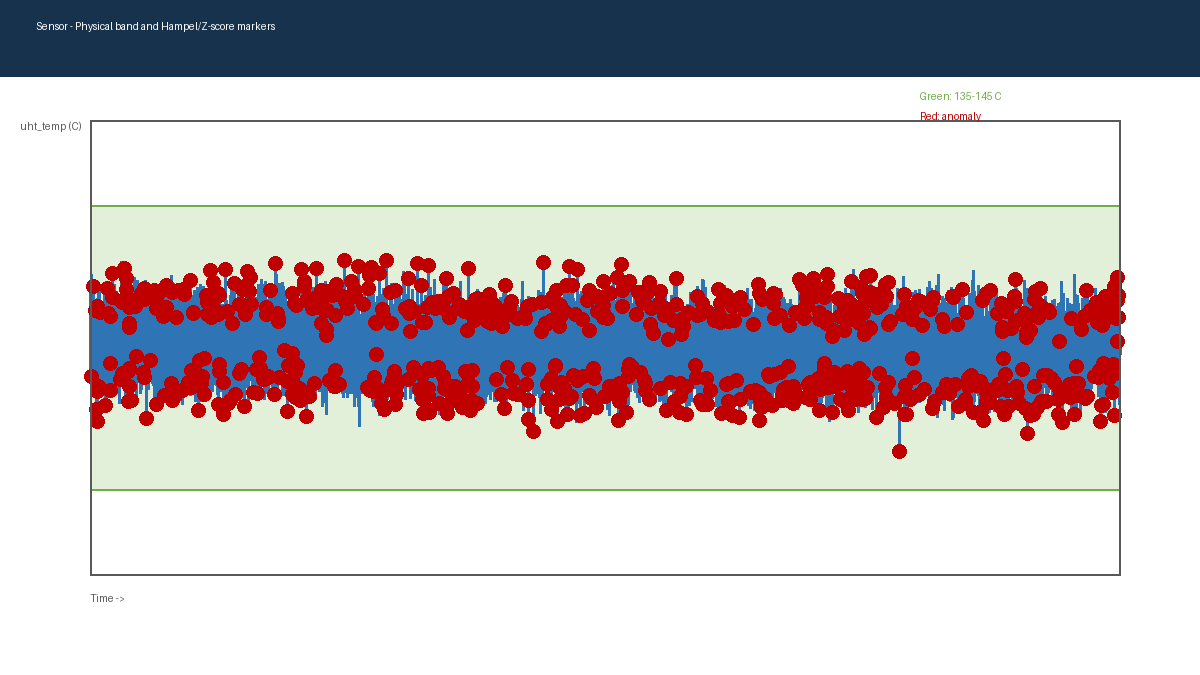 Sensor - Physical band and Hampel/Z-score markers
Green: 135-145 C
Red: anomaly
uht_temp (C)
Time ->